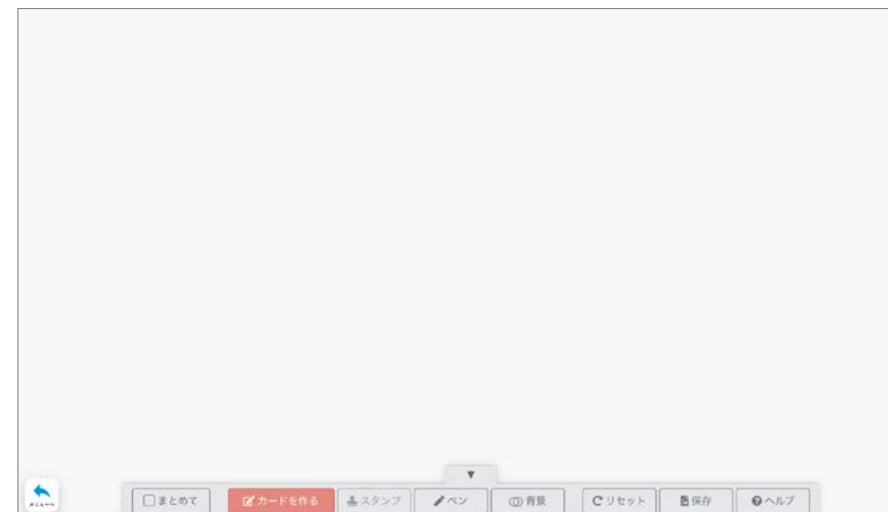 まとめて
カードを作る
スタンプ
ペン
背景
リセット
保存
ヘルプ